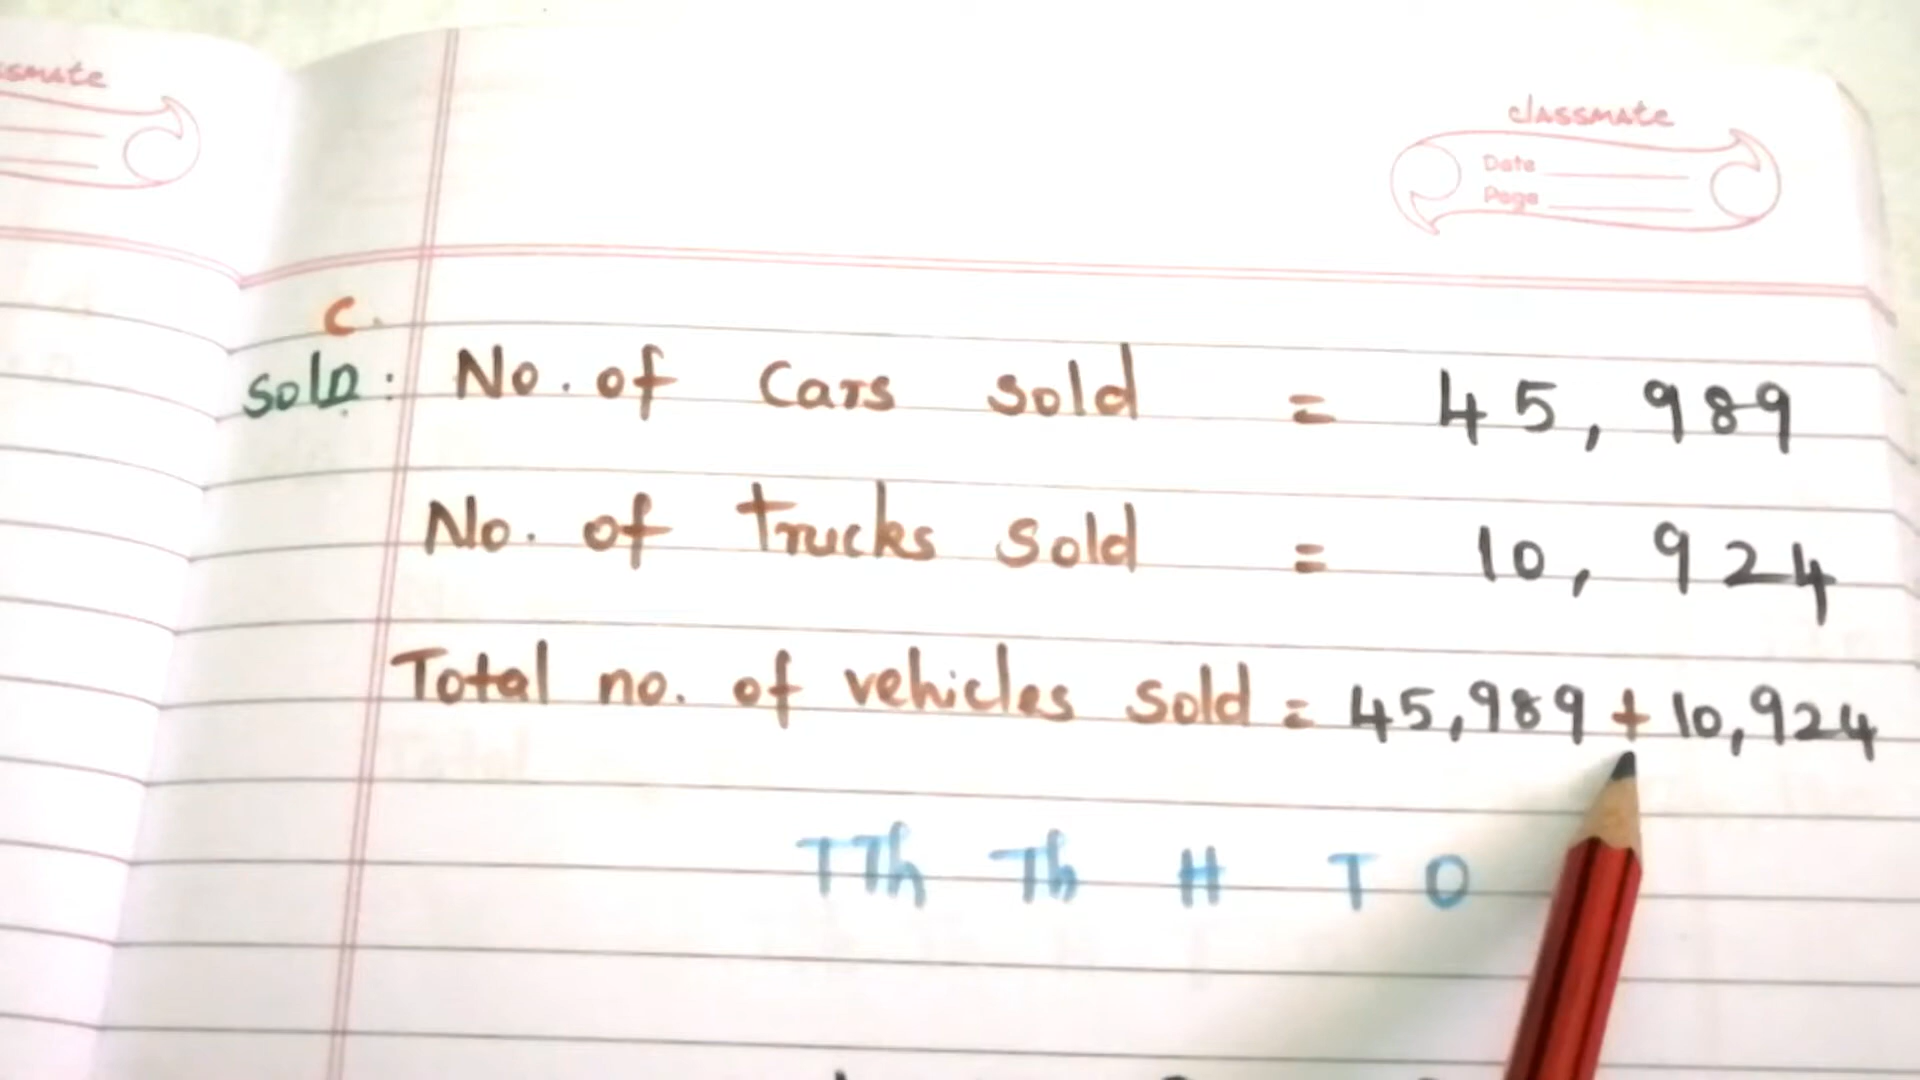 ssmate
classmate
Date
Page
C.
Soln: No. of Cars sold = 45,989
No. of trucks sold = 10,924
Total no. of vehicles sold = 45,989 + 10,924
TTh Th H T O